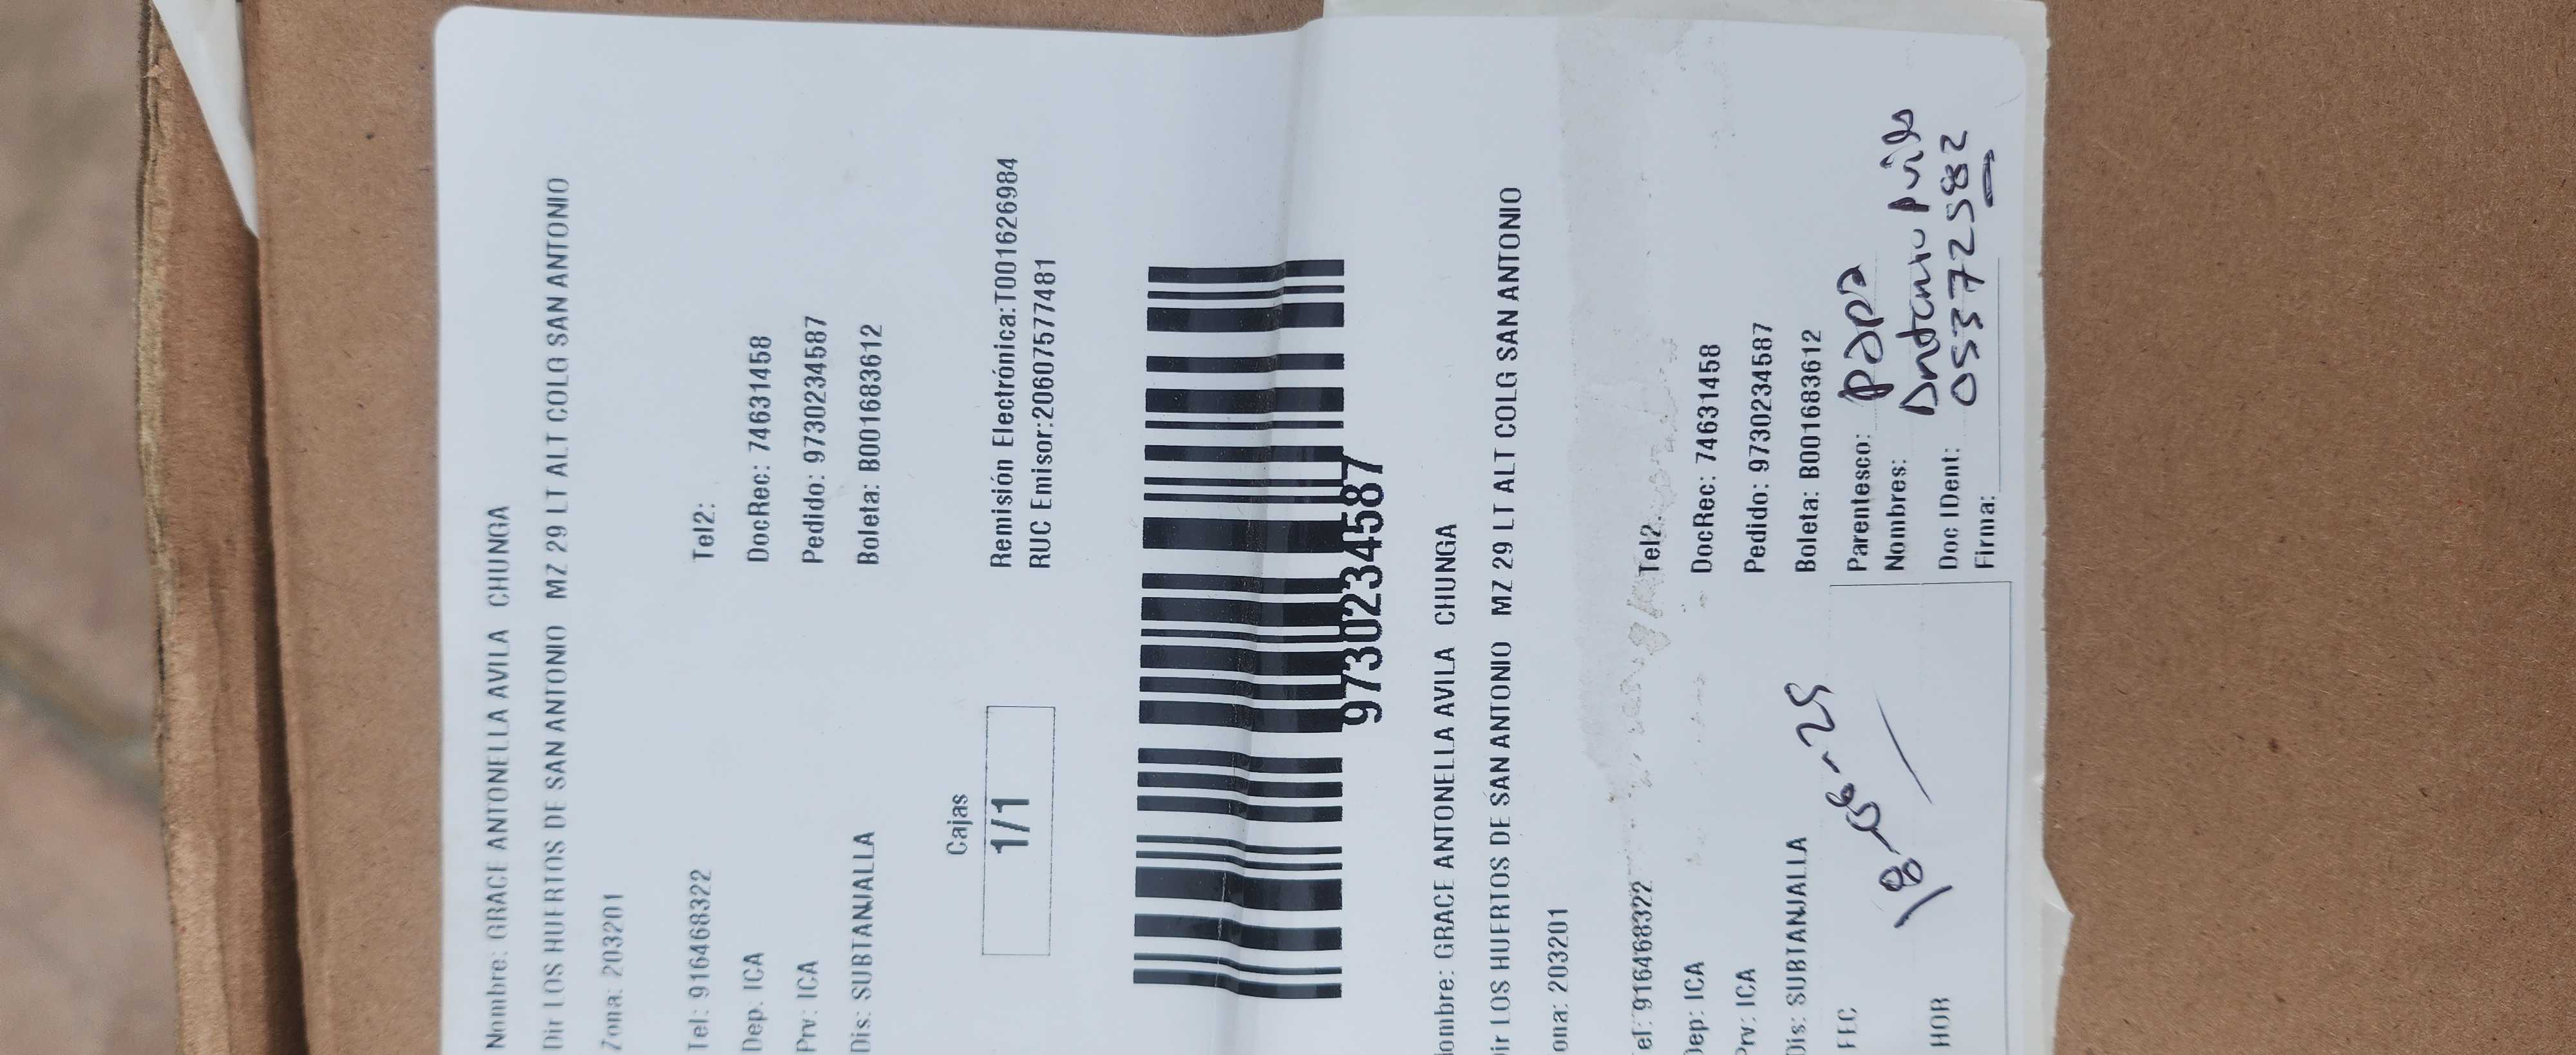 Nombre: GRACE ANTONELLA AVILA CHUNGA
Dir LOS HUERTOS DE SAN ANTONIO MZ 29 LT ALT COLG SAN ANTONIO
Zona: 203201
Tel: 916468322 Tel2:
Dep: ICA DocRec: 74631458
Prv: ICA Pedido: 9730234587
Dis: SUBTANJALLA Boleta: B001683612
Cajas
1/1
Remisión Electrónica:T001626984
RUC Emisor:20607577481
9730234587
ombre: GRACE ANTONELLA AVILA CHUNGA
ir LOS HUERTOS DE SAN ANTONIO MZ 29 LT ALT COLG SAN ANTONIO
ona: 203201
el: 916468322 Tel2:
Dep: ICA DocRec: 74631458
Prv: ICA Pedido: 9730234587
Dis: SUBTANJALLA Boleta: B001683612
FEC 18-06-25 Parentesco: papa
Nombres:
HOR Doc IDent: 05372582
Firma: